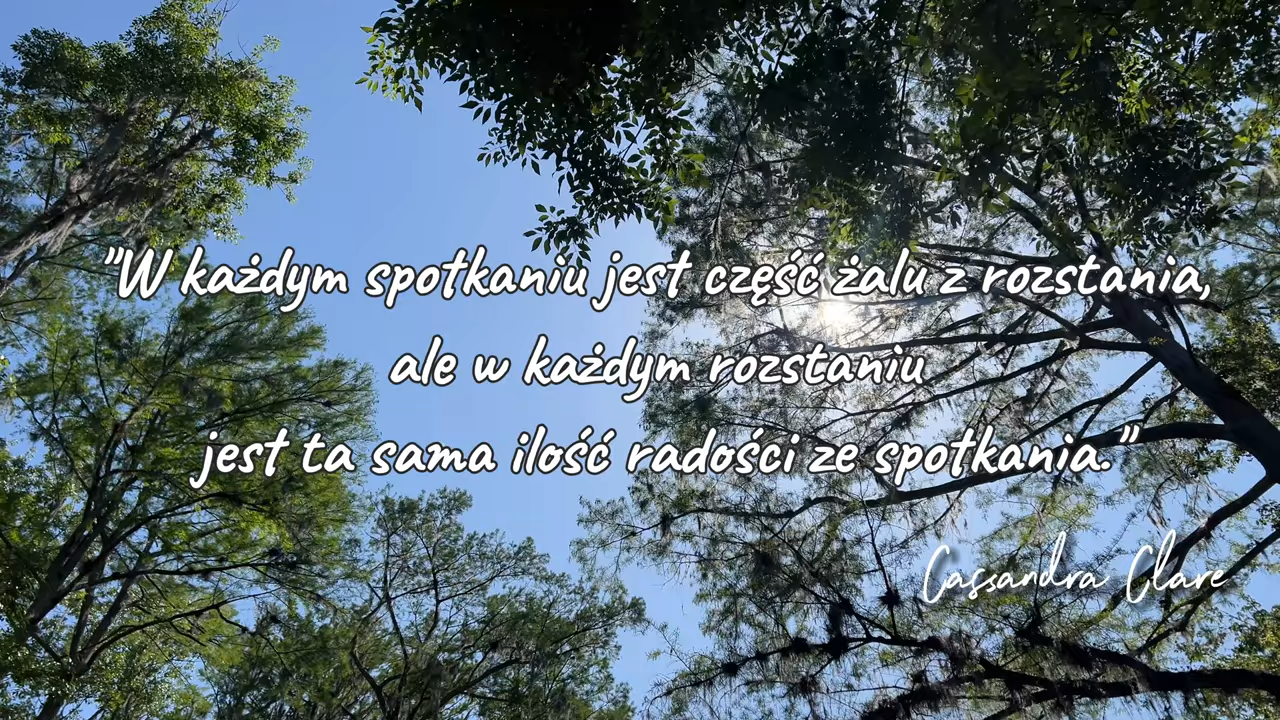 "W każdym spotkaniu jest część żalu z rozstania,
ale w każdym rozstaniu
jest ta sama ilość radości ze spotkania."
Cassandra Clare